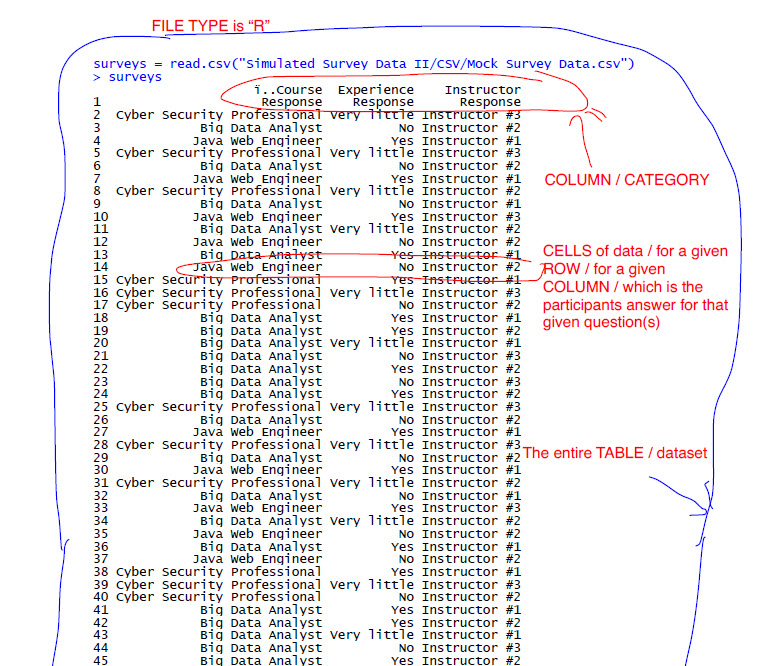 FILE TYPE is "R"
surveys = read.csv("Simulated Survey Data II/CSV/Mock Survey Data.csv")
> surveys
ï..Course Experience Instructor
1 Response Response Response
2 Cyber Security Professional Very little Instructor #3
3 Big Data Analyst No Instructor #2
4 Java Web Engineer Yes Instructor #1
5 Cyber Security Professional Very little Instructor #3
6 Big Data Analyst No Instructor #2
7 Java Web Engineer Yes Instructor #1
8 Cyber Security Professional Very little Instructor #2
9 Big Data Analyst No Instructor #1
10 Java Web Engineer Yes Instructor #3
11 Big Data Analyst Very little Instructor #2
12 Java Web Engineer No Instructor #2
13 Big Data Analyst Yes Instructor #1
14 Java Web Engineer No Instructor #2
15 Cyber Security Professional Yes Instructor #1
16 Cyber Security Professional Very little Instructor #3
17 Cyber Security Professional No Instructor #2
18 Big Data Analyst Yes Instructor #1
19 Big Data Analyst Yes Instructor #2
20 Big Data Analyst Very little Instructor #1
21 Big Data Analyst No Instructor #3
22 Big Data Analyst Yes Instructor #2
23 Big Data Analyst No Instructor #3
24 Big Data Analyst Yes Instructor #2
25 Cyber Security Professional Very little Instructor #3
26 Big Data Analyst No Instructor #2
27 Java Web Engineer Yes Instructor #1
28 Cyber Security Professional Very little Instructor #3
29 Big Data Analyst No Instructor #2
30 Java Web Engineer Yes Instructor #1
31 Cyber Security Professional Very little Instructor #2
32 Big Data Analyst No Instructor #1
33 Java Web Engineer Yes Instructor #3
34 Big Data Analyst Very little Instructor #2
35 Java Web Engineer No Instructor #2
36 Big Data Analyst Yes Instructor #1
37 Java Web Engineer No Instructor #2
38 Cyber Security Professional Yes Instructor #1
39 Cyber Security Professional Very little Instructor #3
40 Cyber Security Professional No Instructor #2
41 Big Data Analyst Yes Instructor #1
42 Big Data Analyst Yes Instructor #2
43 Big Data Analyst Very little Instructor #1
44 Big Data Analyst No Instructor #3
45 Big Data Analyst Yes Instructor #2
COLUMN / CATEGORY
CELLS of data / for a given
ROW / for a given
COLUMN / which is the
participants answer for that
given question(s)
The entire TABLE / dataset